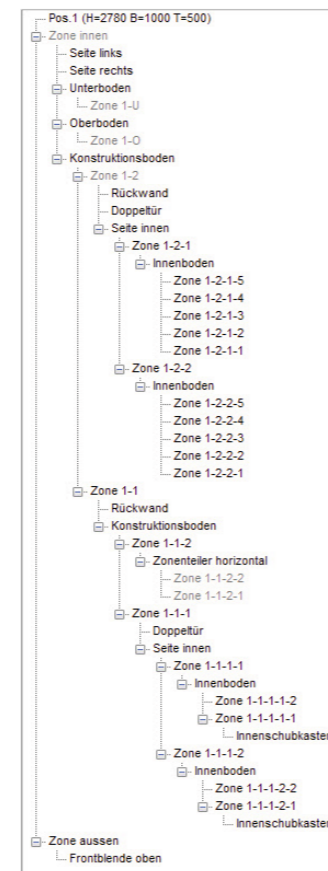 Pos.1 (H=2780 B=1000 T=500)
Zone innen
Seite links
Seite rechts
Unterboden
Zone 1-U
Oberboden
Zone 1-O
Konstruktionsboden
Zone 1-2
Rückwand
Doppeltür
Seite innen
Zone 1-2-1
Innenboden
Zone 1-2-1-5
Zone 1-2-1-4
Zone 1-2-1-3
Zone 1-2-1-2
Zone 1-2-1-1
Zone 1-2-2
Innenboden
Zone 1-2-2-5
Zone 1-2-2-4
Zone 1-2-2-3
Zone 1-2-2-2
Zone 1-2-2-1
Zone 1-1
Rückwand
Konstruktionsboden
Zone 1-1-2
Zonenteiler horizontal
Zone 1-1-2-2
Zone 1-1-2-1
Zone 1-1-1
Doppeltür
Seite innen
Zone 1-1-1-1
Innenboden
Zone 1-1-1-1-2
Zone 1-1-1-1-1
Innenschubkasten
Zone 1-1-1-2
Innenboden
Zone 1-1-1-2-2
Zone 1-1-1-2-1
Innenschubkasten
Zone aussen
Frontblende oben